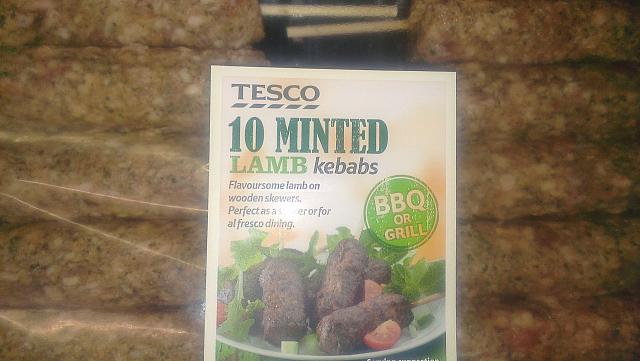 TESCO
10 MINTED
LAMB kebabs
Flavoursome lamb on
wooden skewers.
Perfect as a or for
al fresco dining.
BBQ
OR
GRILL